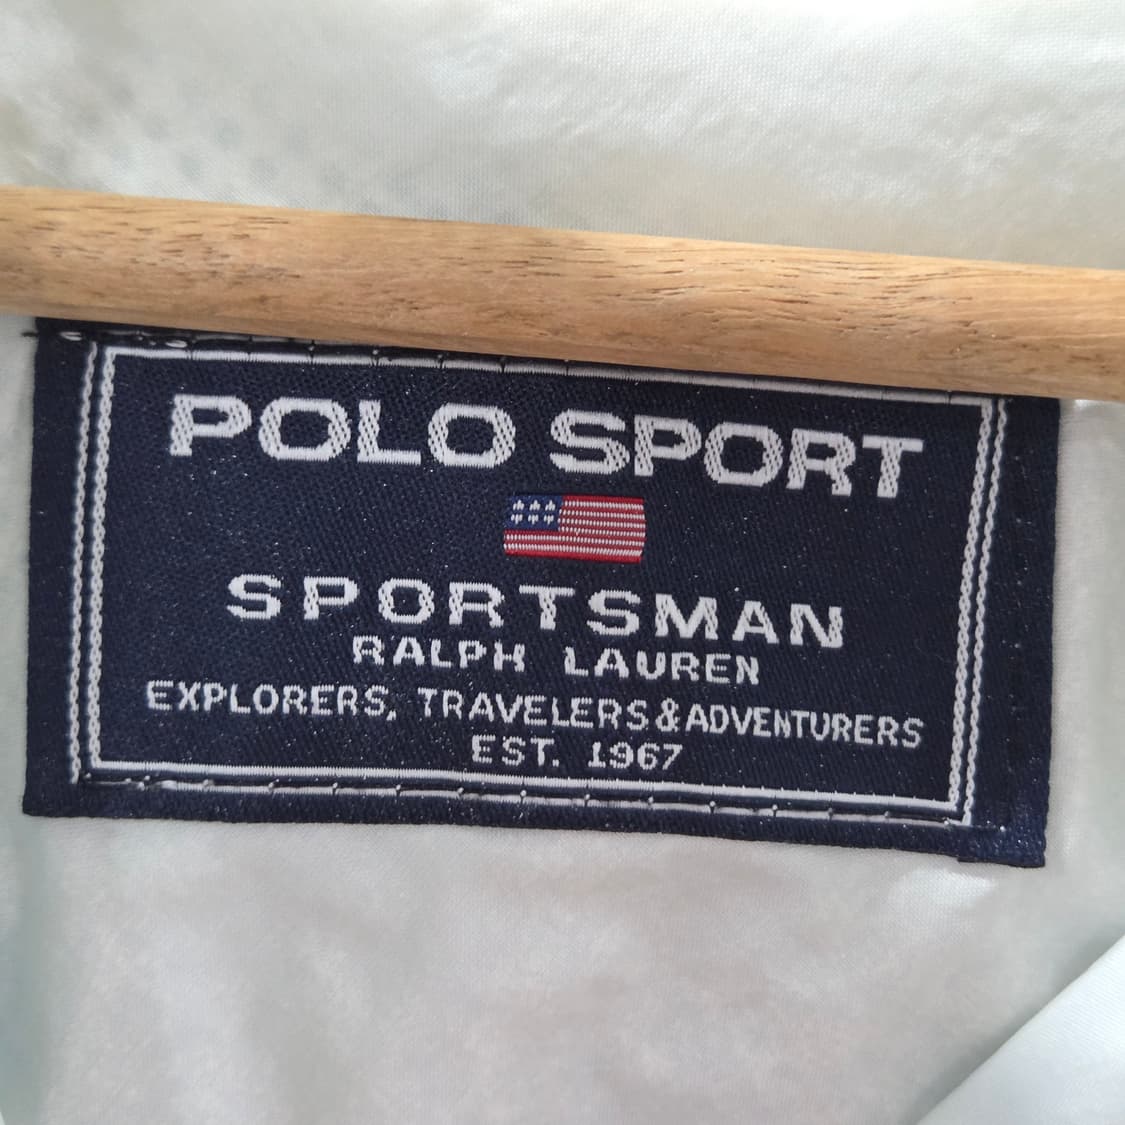 POLO SPORT
SPORTSMAN
RALPH LAUREN
EXPLORERS, TRAVELERS & ADVENTURERS
EST. 1967